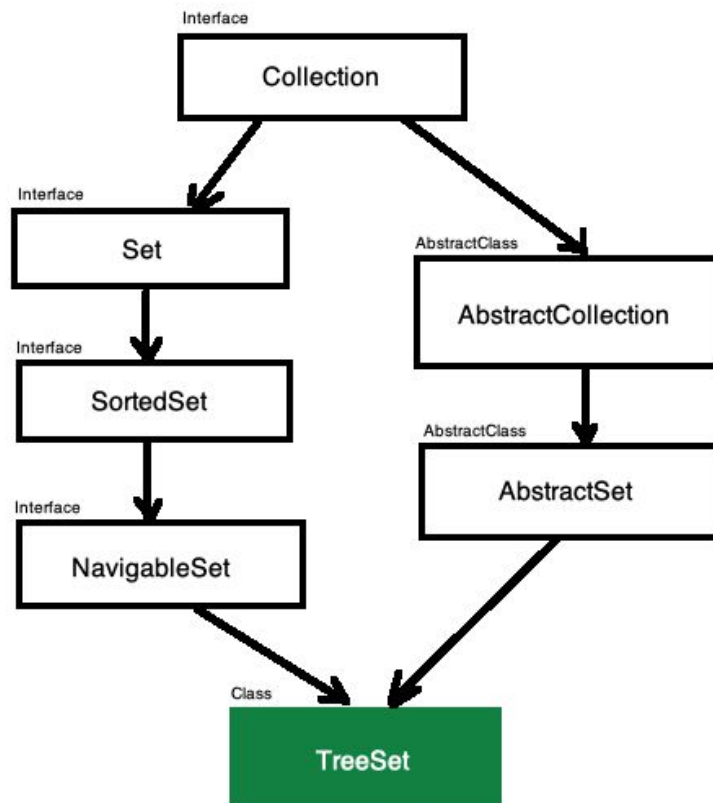 Interface
Collection
Interface
Set
AbstractClass
AbstractCollection
Interface
SortedSet
AbstractClass
AbstractSet
Interface
NavigableSet
Class
TreeSet